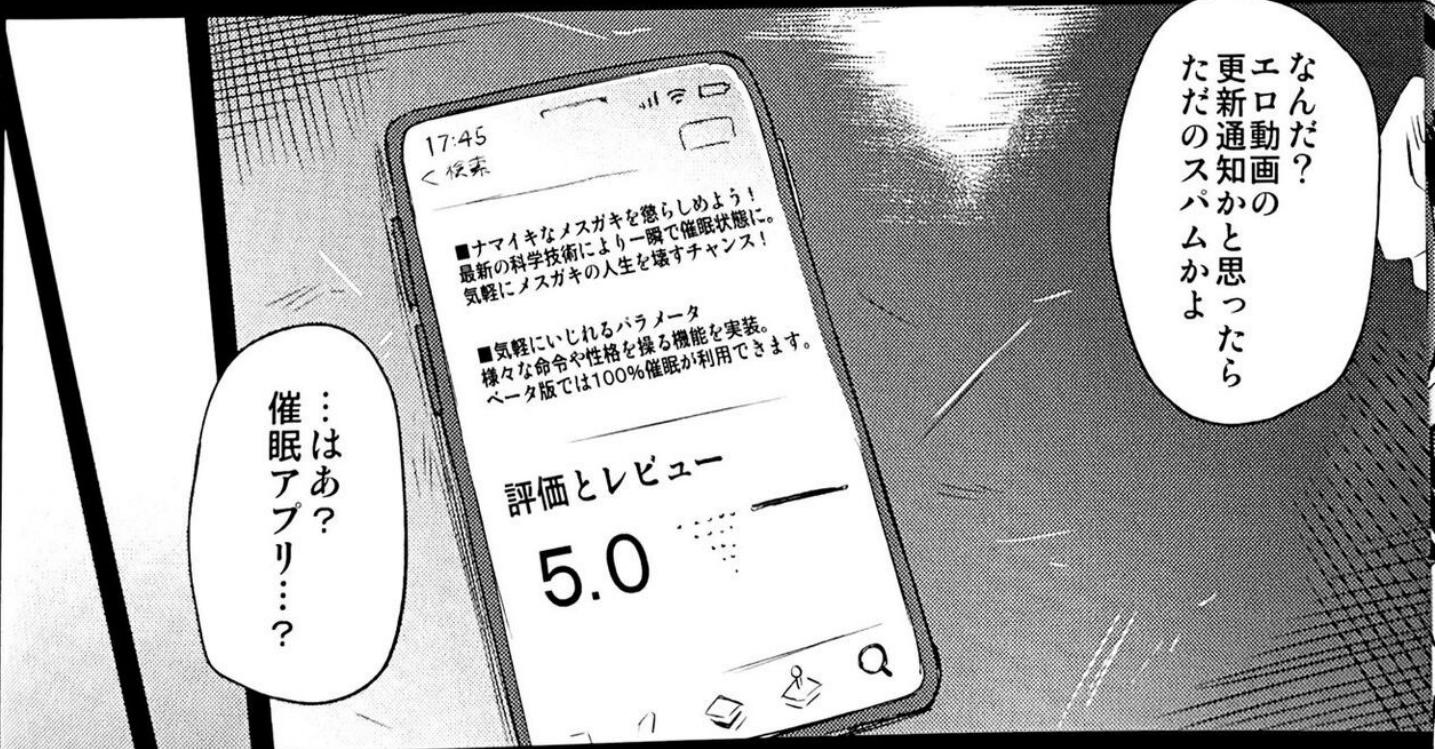 なんだ？
エロ動画の
更新通知かと思ったら
ただのスパムかよ
17:45
＜検索
■ナマイキなメスガキを懲らしめよう！
最新の科学技術により一瞬で催眠状態に。
気軽にメスガキの人生を壊すチャンス！
■気軽にいじれるパラメータ
様々な命令や性格を操る機能を実装。
ベータ版では100%催眠が利用できます。
評価とレビュー
5.0
…はあ？
催眠アプリ…？